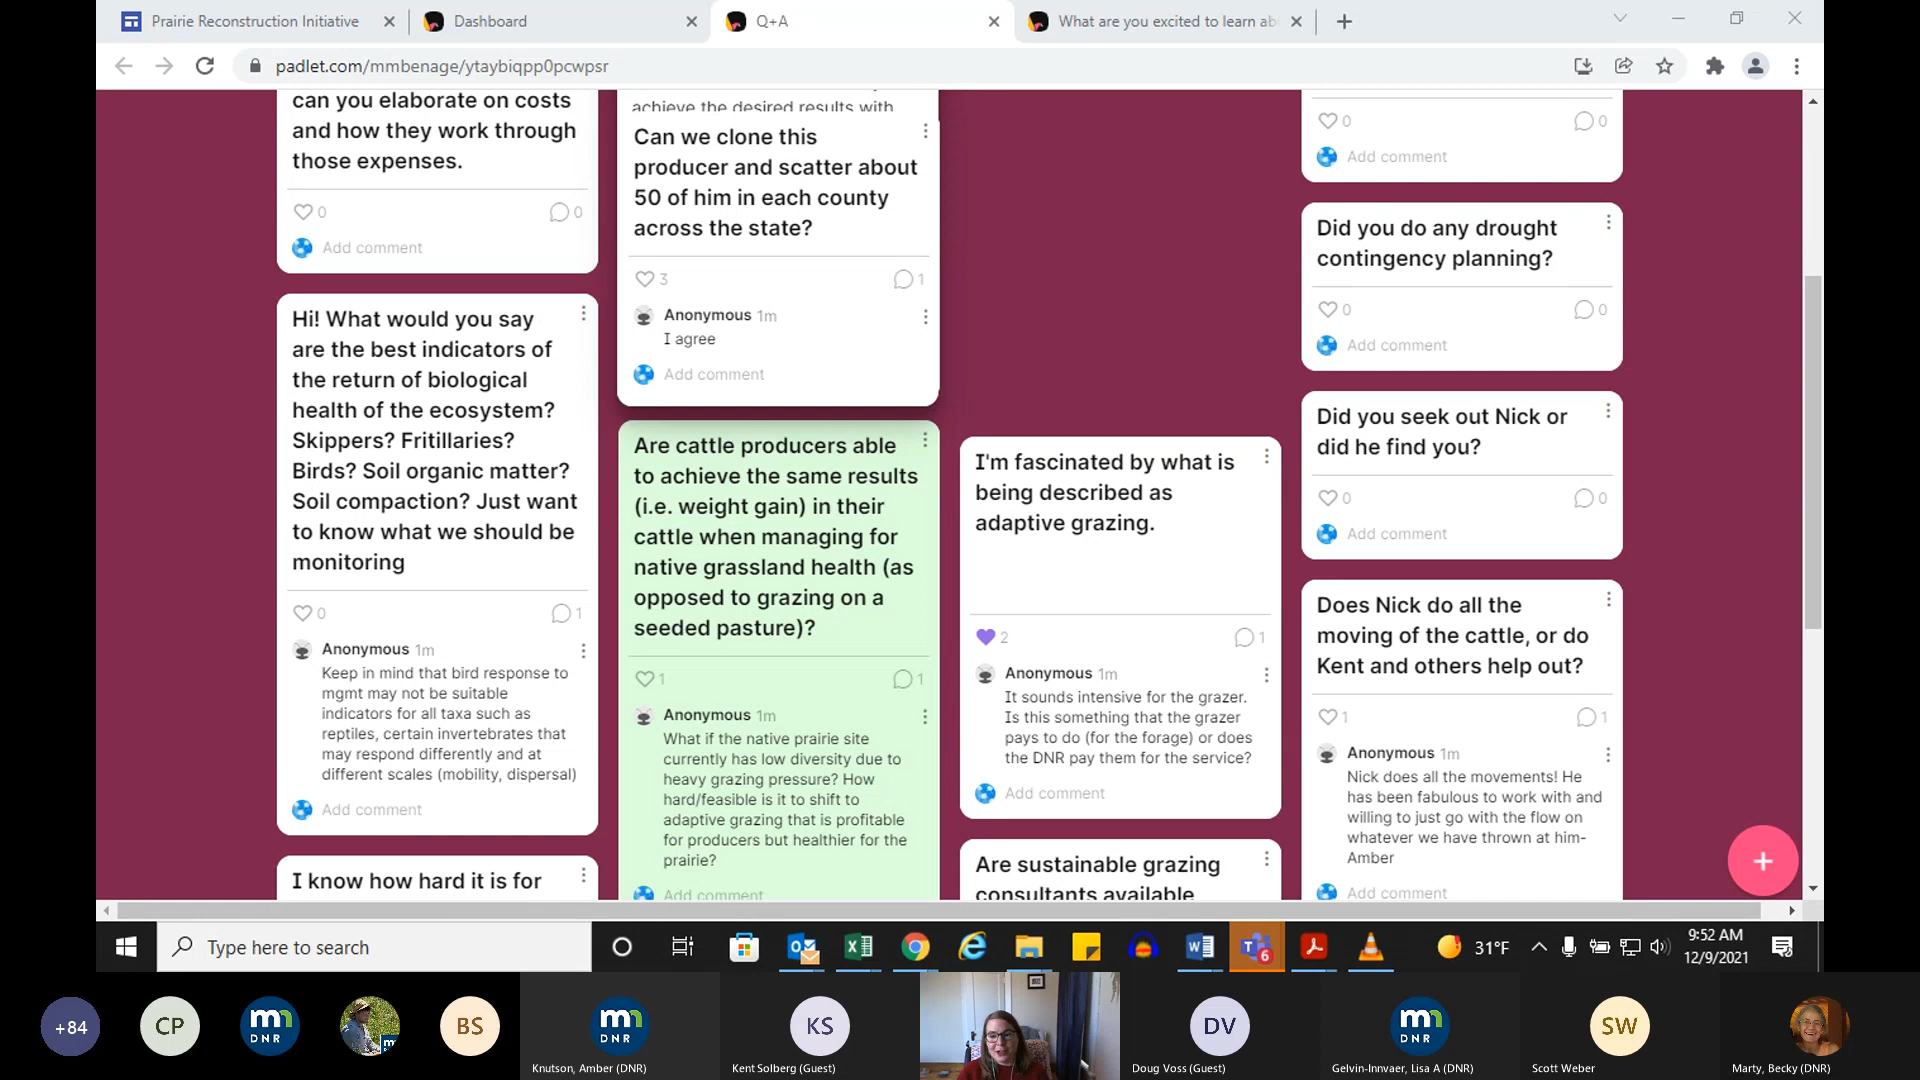 Prairie Reconstruction Initiative
Dashboard
Q+A
What are you excited to learn ab
padlet.com/mmbenage/ytaybiqpp0pcwpsr
can you elaborate on costs
and how they work through
those expenses.
0
0
Add comment
Hi! What would you say
are the best indicators of
the return of biological
health of the ecosystem?
Skippers? Fritillaries?
Birds? Soil organic matter?
Soil compaction? Just want
to know what we should be
monitoring
0
1
Anonymous 1m
Keep in mind that bird response to
mgmt may not be suitable
indicators for all taxa such as
reptiles, certain invertebrates that
may respond differently and at
different scales (mobility, dispersal)
Add comment
I know how hard it is for
achieve the desired results with
Can we clone this
producer and scatter about
50 of him in each county
across the state?
3
1
Anonymous 1m
I agree
Add comment
Are cattle producers able
to achieve the same results
(i.e. weight gain) in their
cattle when managing for
native grassland health (as
opposed to grazing on a
seeded pasture)?
1
1
Anonymous 1m
What if the native prairie site
currently has low diversity due to
heavy grazing pressure? How
hard/feasible is it to shift to
adaptive grazing that is profitable
for producers but healthier for the
prairie?
Add comment
I'm fascinated by what is
being described as
adaptive grazing.
2
1
Anonymous 1m
It sounds intensive for the grazer.
Is this something that the grazer
pays to do (for the forage) or does
the DNR pay them for the service?
Add comment
Are sustainable grazing
consultants available
0
0
Add comment
Did you do any drought
contingency planning?
0
0
Add comment
Did you seek out Nick or
did he find you?
0
0
Add comment
Does Nick do all the
moving of the cattle, or do
Kent and others help out?
1
1
Anonymous 1m
Nick does all the movements! He
has been fabulous to work with and
willing to just go with the flow on
whatever we have thrown at him-
Amber
Add comment
Type here to search
6
31°F
9:52 AM
12/9/2021
+84
CP
mn
DNR
BS
mn
DNR
Knutson, Amber (DNR)
KS
Kent Solberg (Guest)
DV
Doug Voss (Guest)
mn
DNR
Gelvin-Innvaer, Lisa A (DNR)
SW
Scott Weber
Marty, Becky (DNR)